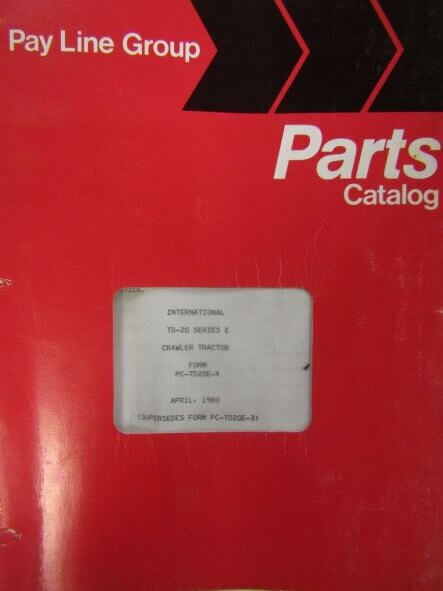 Pay Line Group
Parts
Catalog
INTERNATIONAL
TD-20 SERIES E
CRAWLER TRACTOR
FORM
PC-TD20E-4
APRIL, 1980
(SUPERSEDES FORM PC-TD20E-3)